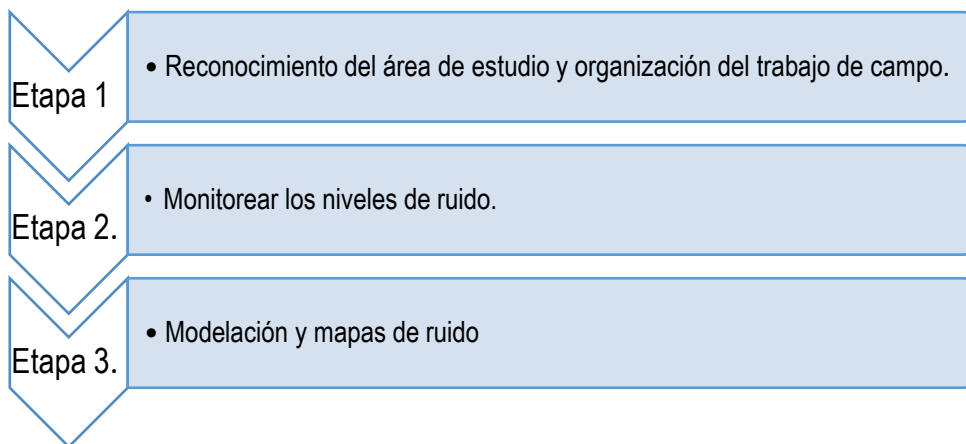 Etapa 1
• Reconocimiento del área de estudio y organización del trabajo de campo.
Etapa 2.
• Monitorear los niveles de ruido.
Etapa 3.
• Modelación y mapas de ruido